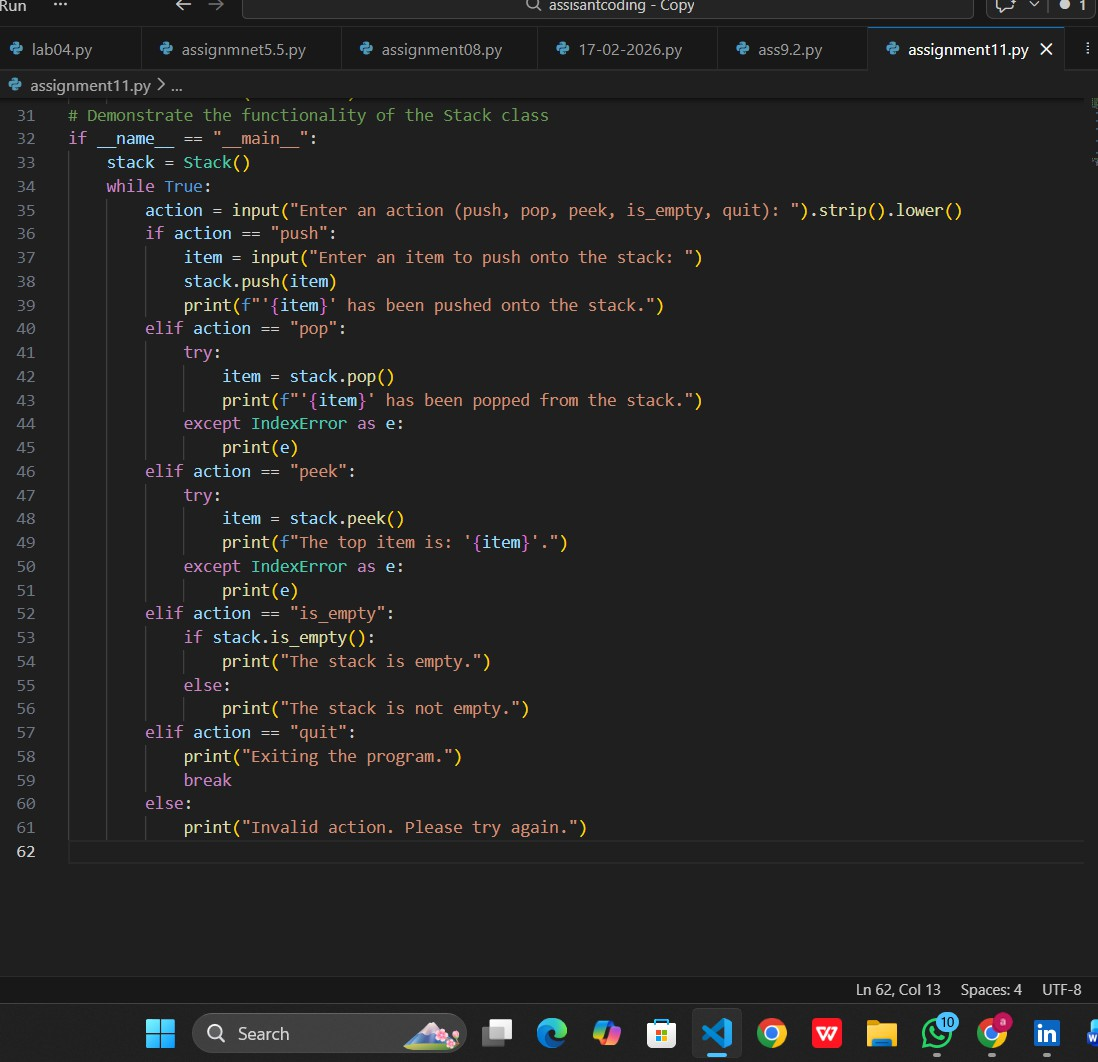 Run ... assisantcoding - Copy 1
lab04.py assignmnet5.5.py assignment08.py 17-02-2026.py ass9.2.py assignment11.py
assignment11.py > ...
31 # Demonstrate the functionality of the Stack class
32 if __name__ == "__main__":
33     stack = Stack()
34     while True:
35         action = input("Enter an action (push, pop, peek, is_empty, quit): ").strip().lower()
36         if action == "push":
37             item = input("Enter an item to push onto the stack: ")
38             stack.push(item)
39             print(f"'{item}' has been pushed onto the stack.")
40         elif action == "pop":
41             try:
42                 item = stack.pop()
43                 print(f"'{item}' has been popped from the stack.")
44             except IndexError as e:
45                 print(e)
46         elif action == "peek":
47             try:
48                 item = stack.peek()
49                 print(f"The top item is: '{item}'.")
50             except IndexError as e:
51                 print(e)
52         elif action == "is_empty":
53             if stack.is_empty():
54                 print("The stack is empty.")
55             else:
56                 print("The stack is not empty.")
57         elif action == "quit":
58             print("Exiting the program.")
59             break
60         else:
61             print("Invalid action. Please try again.")
62
Ln 62, Col 13 Spaces: 4 UTF-8
Search W 10 a in W